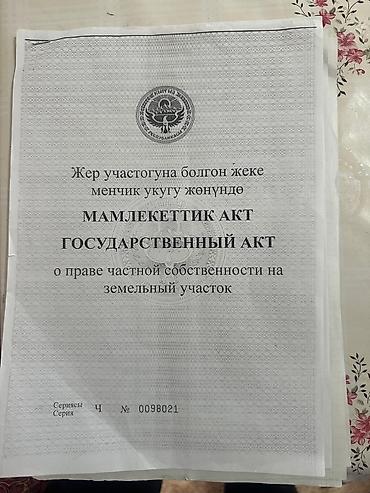 Жер участогуна болгон жеке
менчик укугу жөнүндө
МАМЛЕКЕТТИК АКТ
ГОСУДАРСТВЕННЫЙ АКТ
о праве частной собственности на
земельный участок
Сериясы
Серия Ч № 0098021